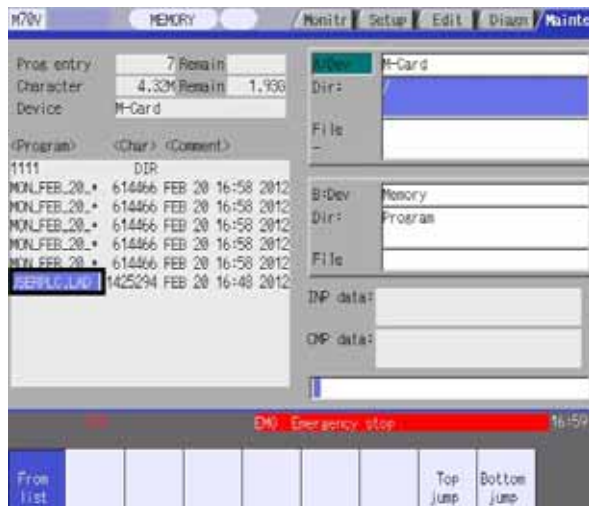 M70V MEMORY Monitr Setup Edit Diagn Mainte
Prog entry 7 Remain
Character 4.32M Remain 1.93G
Device M-Card
<Program> <Char> <Comment>
1111 DIR
MON_FEB_20_* 614466 FEB 20 16:58 2012
MON_FEB_20_* 614466 FEB 20 16:58 2012
MON_FEB_20_* 614466 FEB 20 16:58 2012
MON_FEB_20_* 614466 FEB 20 16:58 2012
MON_FEB_20_* 614466 FEB 20 16:58 2012
USERPLC.LAD 1425294 FEB 20 16:48 2012
A:Dev M-Card
Dir: /
File
-
B:Dev Memory
Dir: Program
File
INP data:
CMP data:
EMG Emergency stop 16:59
From list
Top jump
Bottom jump